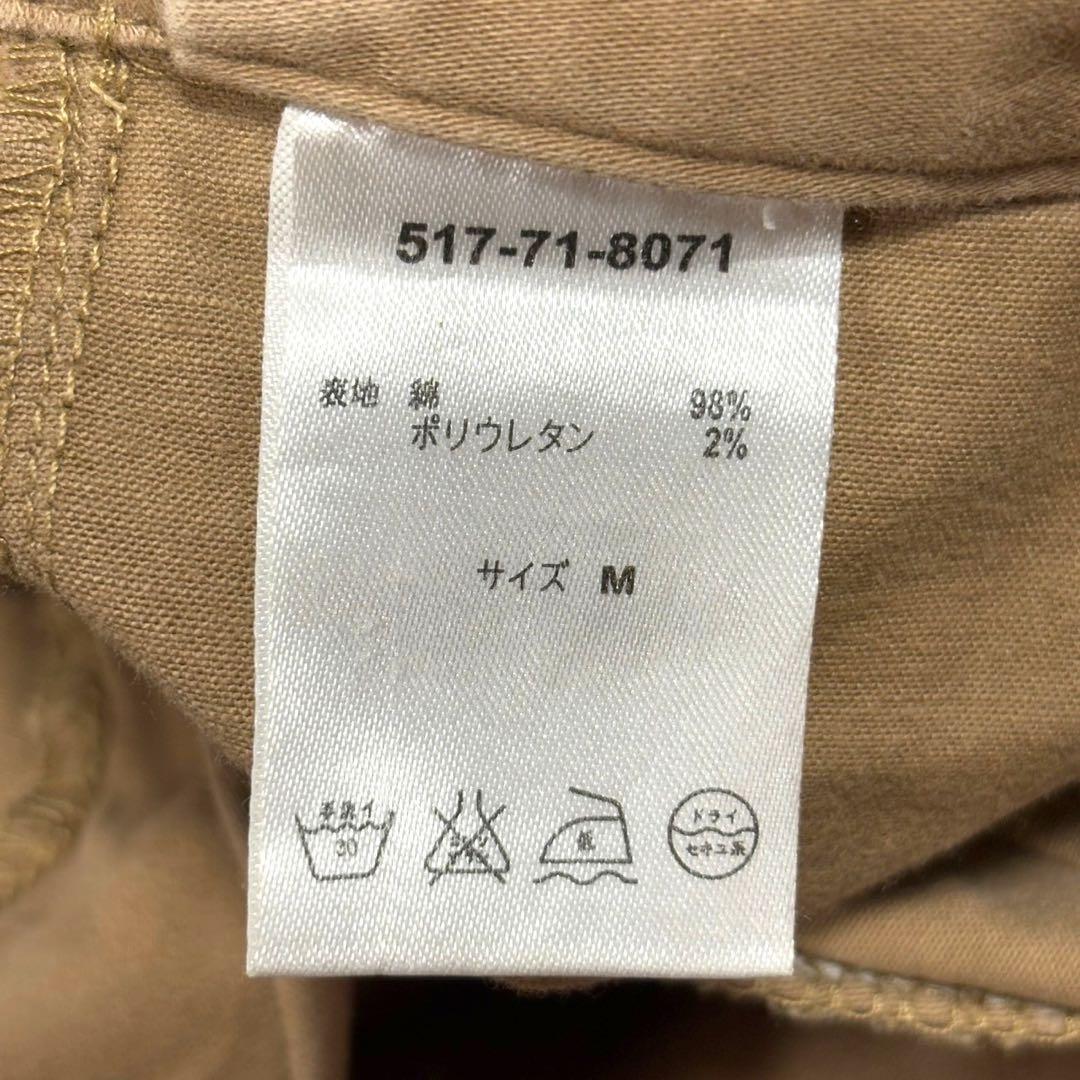 517-71-8071
表地 綿 98%
ポリウレタン 2%
サイズ M
手洗イ
30
低
ドライ
セキユ系